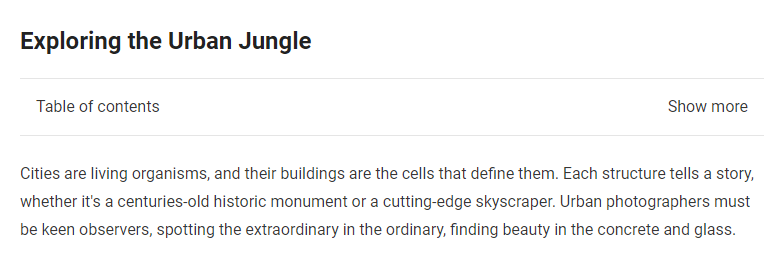 Exploring the Urban Jungle
Table of contents
Show more
Cities are living organisms, and their buildings are the cells that define them. Each structure tells a story,
whether it's a centuries-old historic monument or a cutting-edge skyscraper. Urban photographers must
be keen observers, spotting the extraordinary in the ordinary, finding beauty in the concrete and glass.